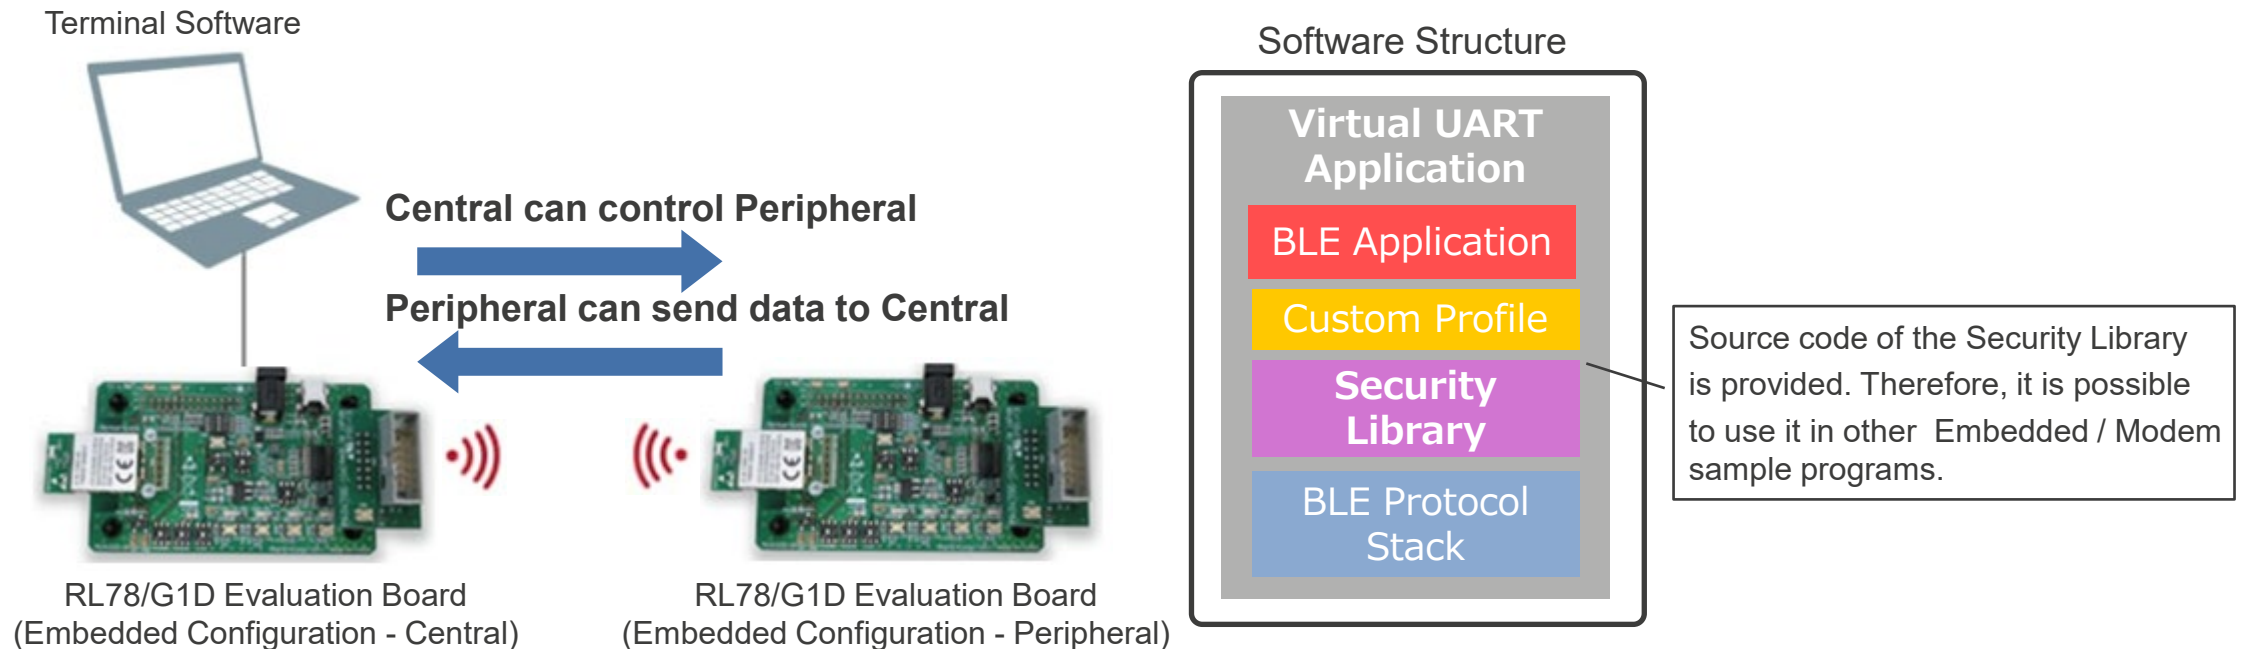 Terminal Software
Central can control Peripheral
Peripheral can send data to Central
RL78/G1D Evaluation Board
(Embedded Configuration - Central)
RL78/G1D Evaluation Board
(Embedded Configuration - Peripheral)
Software Structure
Virtual UART
Application
BLE Application
Custom Profile
Security
Library
BLE Protocol
Stack
Source code of the Security Library
is provided. Therefore, it is possible
to use it in other  Embedded / Modem
sample programs.